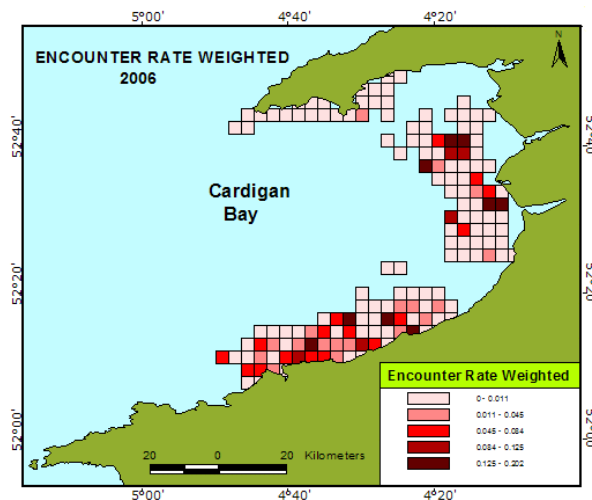 5°00' 4°40' 4°20'
ENCOUNTER RATE WEIGHTED
2006
N
52°40' 52°40'
Cardigan
Bay
52°20' 52°20'
Encounter Rate Weighted
0 - 0.011
0.011 - 0.045
0.045 - 0.084
0.084 - 0.125
0.125 - 0.202
52°00' 52°00'
20 0 20 Kilometers
5°00' 4°40' 4°20'